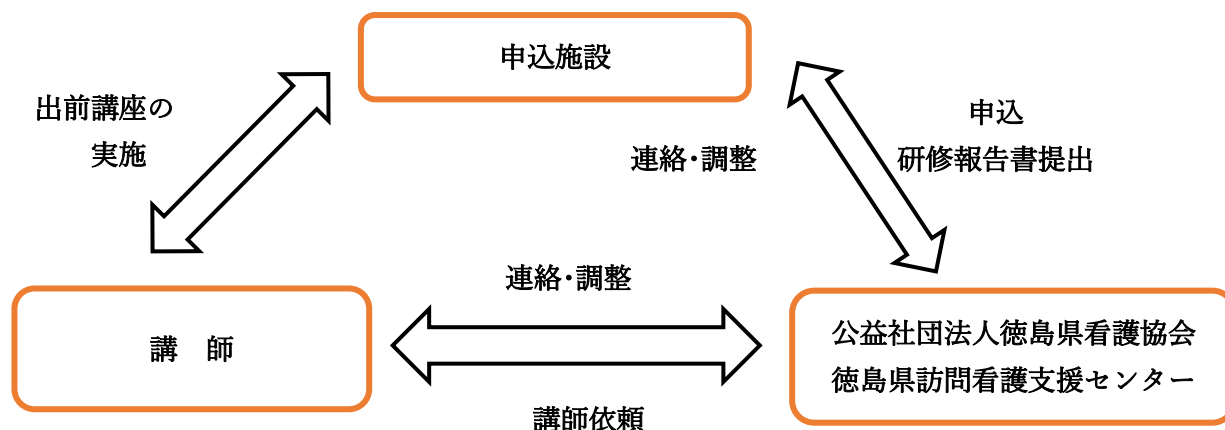 申込施設
出前講座の
実施
連絡・調整
申込
研修報告書提出
連絡・調整
講　師
公益社団法人徳島県看護協会
徳島県訪問看護支援センター
講師依頼